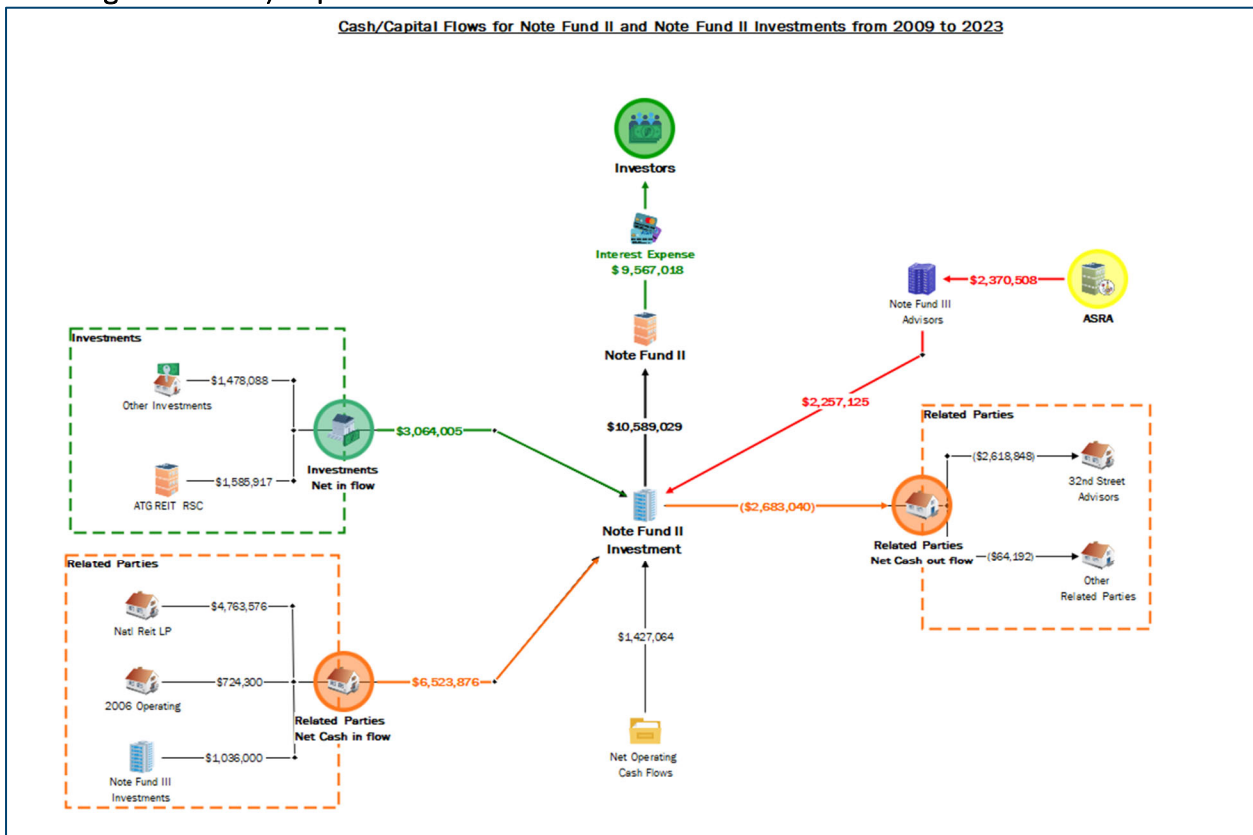 Cash/Capital Flows for Note Fund II and Note Fund II Investments from 2009 to 2023
Investors
Interest Expense
$ 9,567,018
Note Fund II
$10,589,029
Note Fund II
Investment
$1,427,064
Net Operating
Cash Flows
Note Fund III
Advisors
$2,370,508
ASRA
$2,257,125
Investments
$1,478,088
Other Investments
$3,064,005
Investments
Net in flow
$1,585,917
ATG REIT RSC
Related Parties
$4,763,576
Natl Reit LP
$724,300
2006 Operating
$6,523,876
Related Parties
Net Cash in flow
$1,036,000
Note Fund III
Investments
Related Parties
($2,618,848)
32nd Street
Advisors
($2,683,040)
Related Parties
Net Cash out flow
($64,192)
Other
Related Parties